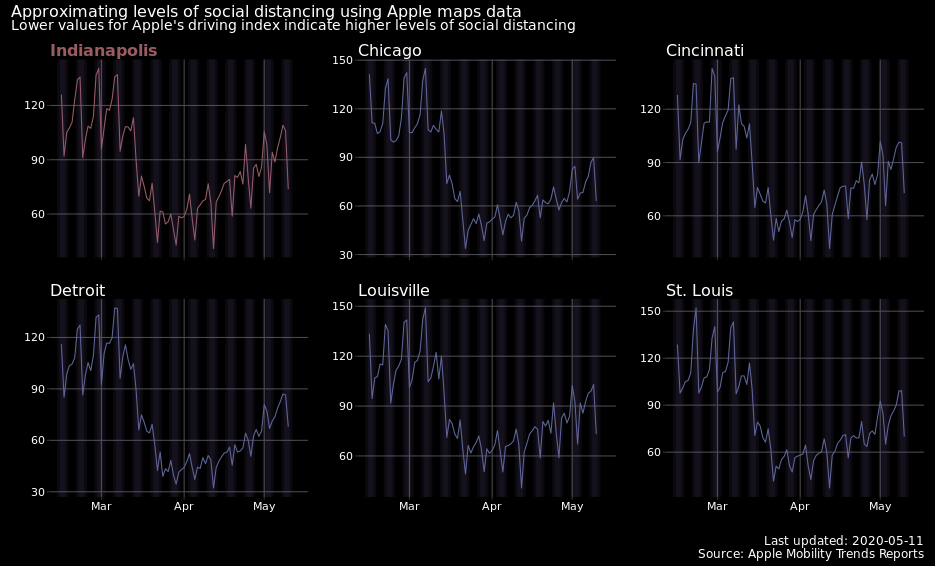 Approximating levels of social distancing using Apple maps data
Lower values for Apple's driving index indicate higher levels of social distancing
Indianapolis
120
90
60
Chicago
150
120
90
60
30
Cincinnati
120
90
60
Detroit
120
90
60
30
Mar Apr May
Louisville
150
120
90
60
Mar Apr May
St. Louis
150
120
90
60
Mar Apr May
Last updated: 2020-05-11
Source: Apple Mobility Trends Reports